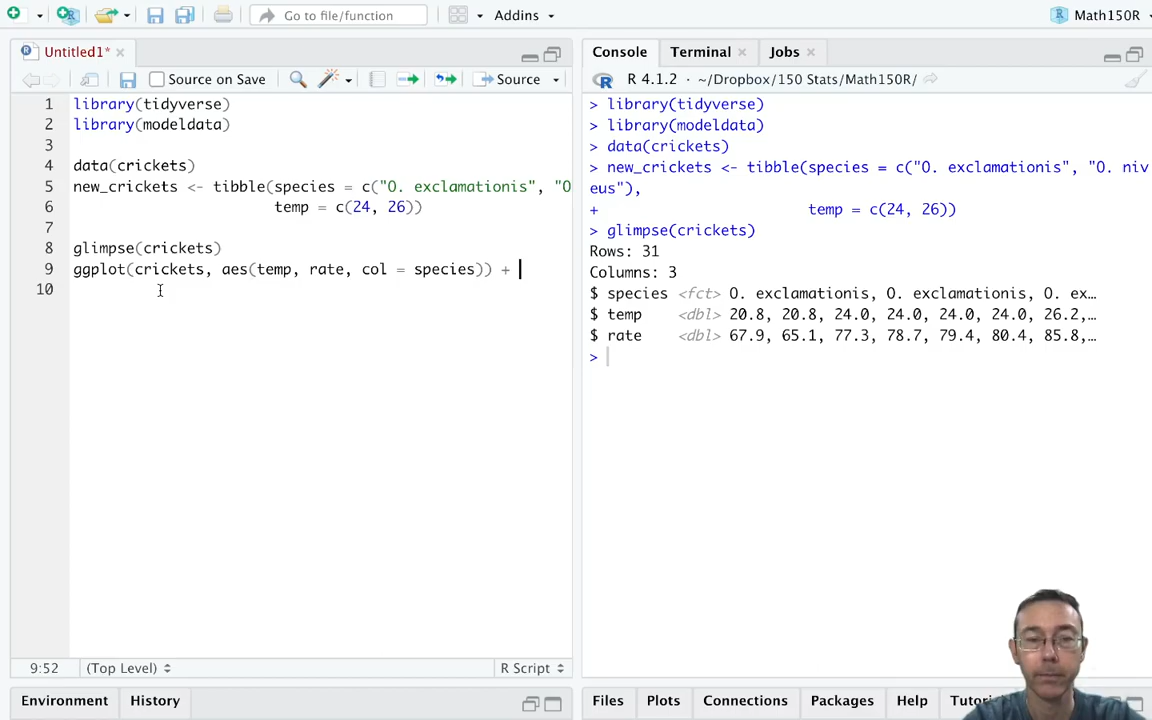 Go to file/function
Addins
Math150R
Untitled1*
Source on Save
Source
1 library(tidyverse)
2 library(modeldata)
3
4 data(crickets)
5 new_crickets <- tibble(species = c("O. exclamationis", "O
6 temp = c(24, 26))
7
8 glimpse(crickets)
9 ggplot(crickets, aes(temp, rate, col = species)) +
10
9:52 (Top Level) R Script
Environment History
Console Terminal Jobs
R 4.1.2 · ~/Dropbox/150 Stats/Math150R/
> library(tidyverse)
> library(modeldata)
> data(crickets)
> new_crickets <- tibble(species = c("O. exclamationis", "O. niv
eus"),
+ temp = c(24, 26))
> glimpse(crickets)
Rows: 31
Columns: 3
$ species <fct> O. exclamationis, O. exclamationis, O. ex…
$ temp <dbl> 20.8, 20.8, 24.0, 24.0, 24.0, 24.0, 26.2,…
$ rate <dbl> 67.9, 65.1, 77.3, 78.7, 79.4, 80.4, 85.8,…
>
Files Plots Connections Packages Help